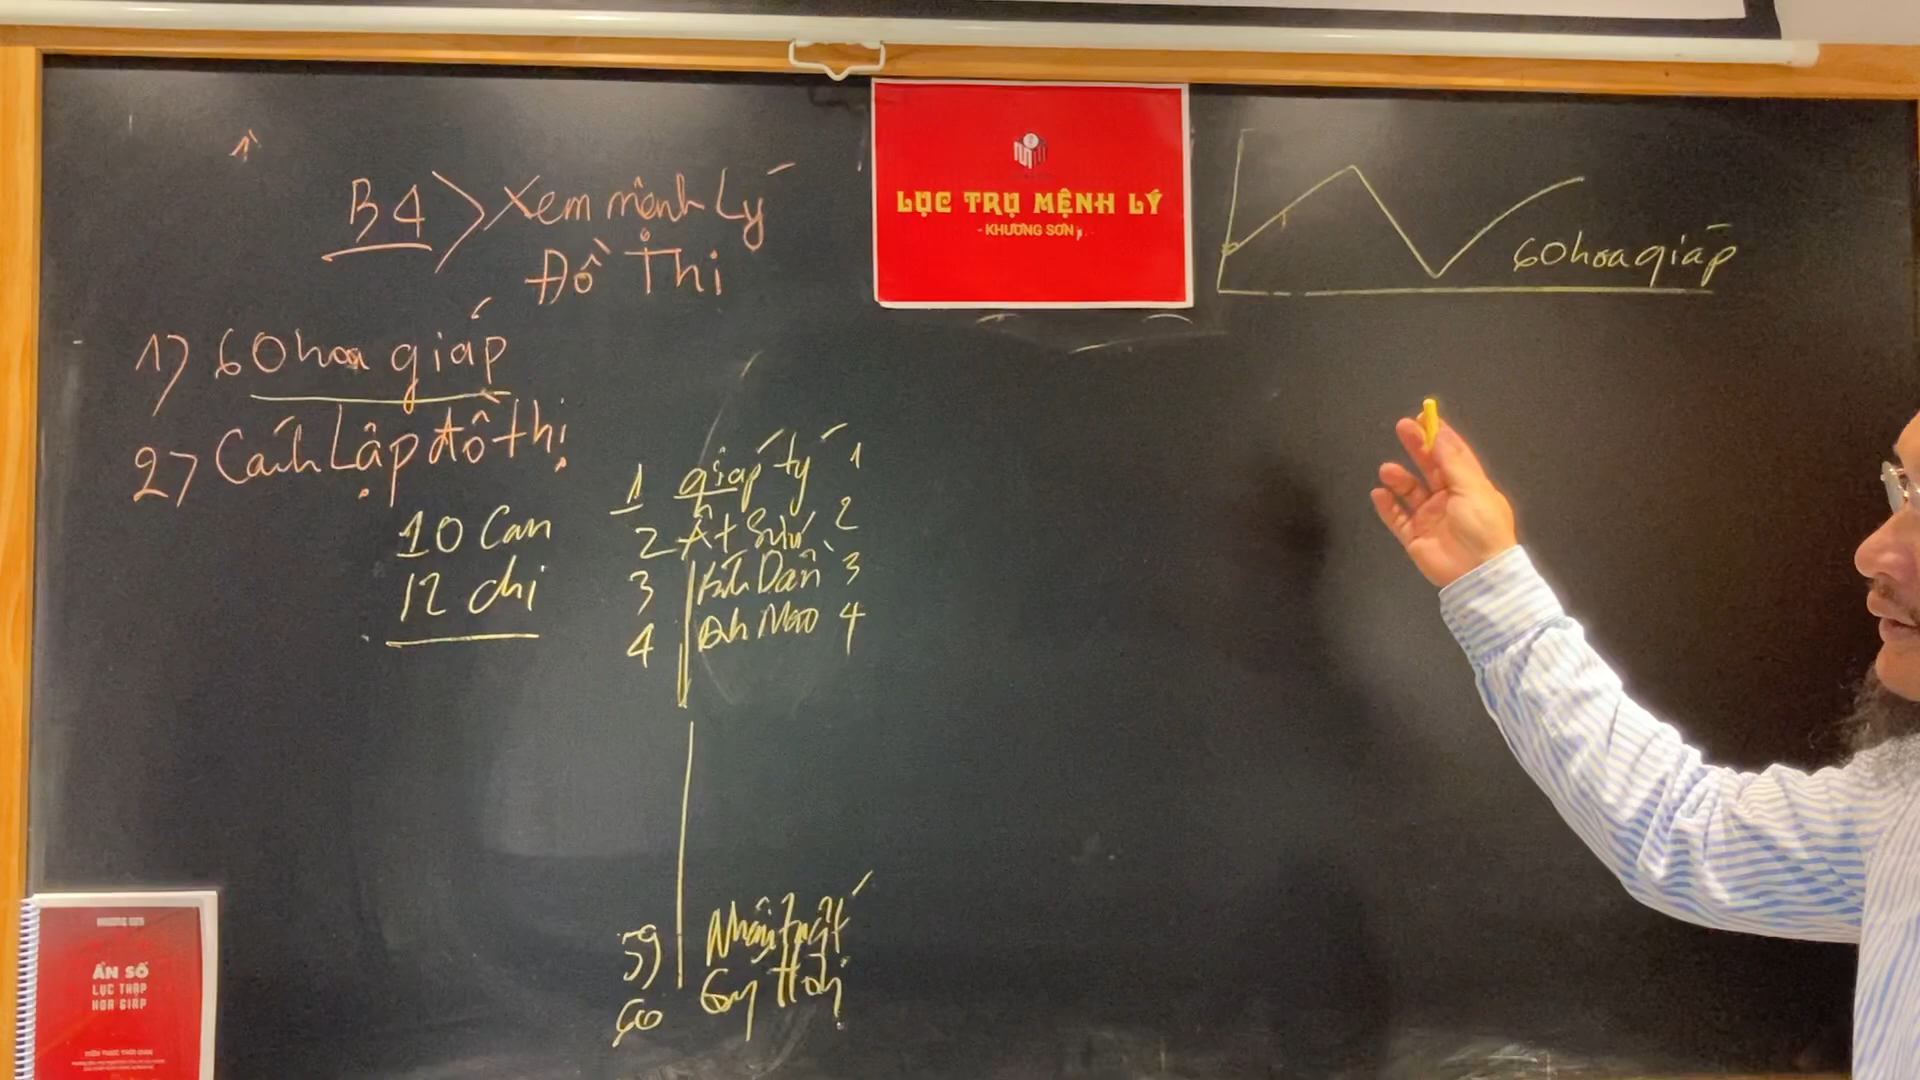 B4 > Xem mệnh Lý
Đồ Thị
1) 60 hoa giáp
2) Cách Lập đồ thị
10 Can
12 chi
1 giáp tý 1
2 Ất Sửu 2
3 Bính Dần 3
4 Đinh Mão 4
59 Nhâm tuất
60 Quý Hợi
LỤC TRỤ MỆNH LÝ
- KHƯƠNG SƠN -
60 hoa giáp
KHƯƠNG SƠN
ẨN SỐ
LỤC THẬP
HOA GIÁP